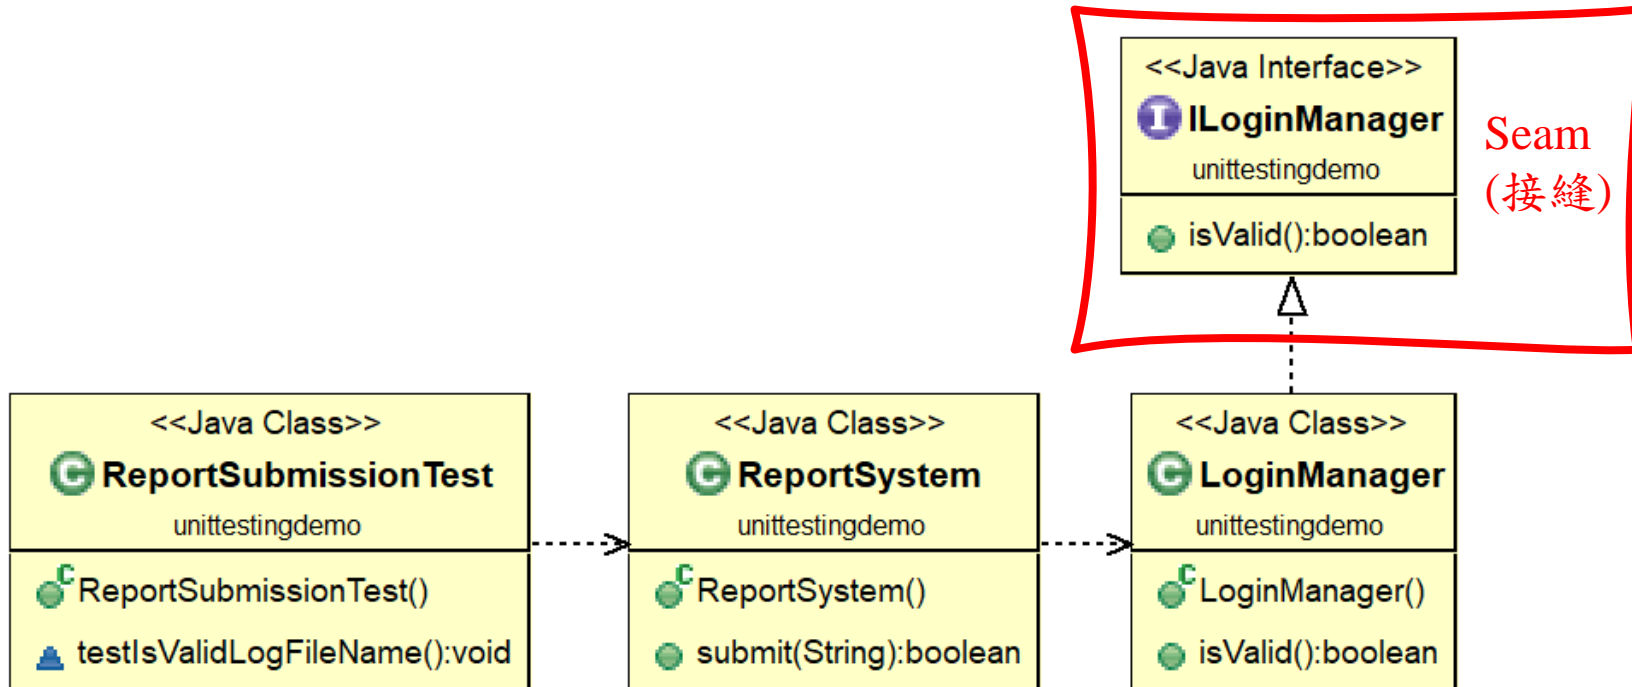 <<Java Interface>>
I ILoginManager
unittestingdemo
isValid():boolean
Seam
(接縫)
<<Java Class>>
C ReportSubmissionTest
unittestingdemo
C ReportSubmissionTest()
testIsValidLogFileName():void
<<Java Class>>
C ReportSystem
unittestingdemo
C ReportSystem()
submit(String):boolean
<<Java Class>>
C LoginManager
unittestingdemo
C LoginManager()
isValid():boolean